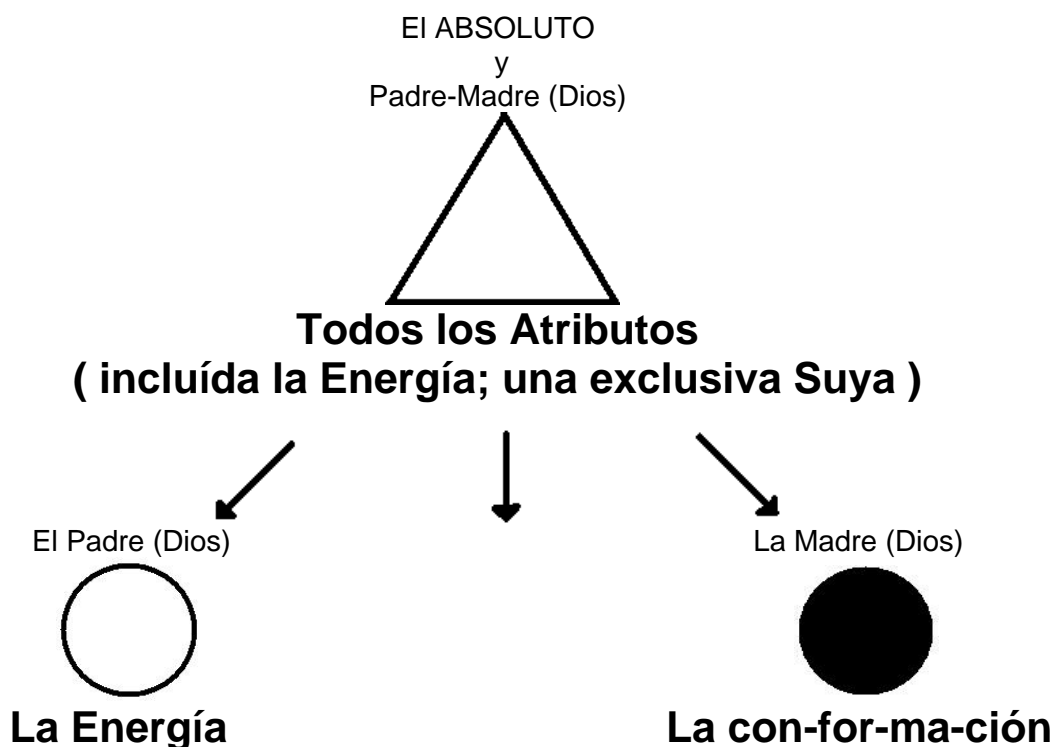 El ABSOLUTO
y
Padre-Madre (Dios)
Todos los Atributos
( incluída la Energía; una exclusiva Suya )
El Padre (Dios)
La Madre (Dios)
La Energía
La con-for-ma-ción